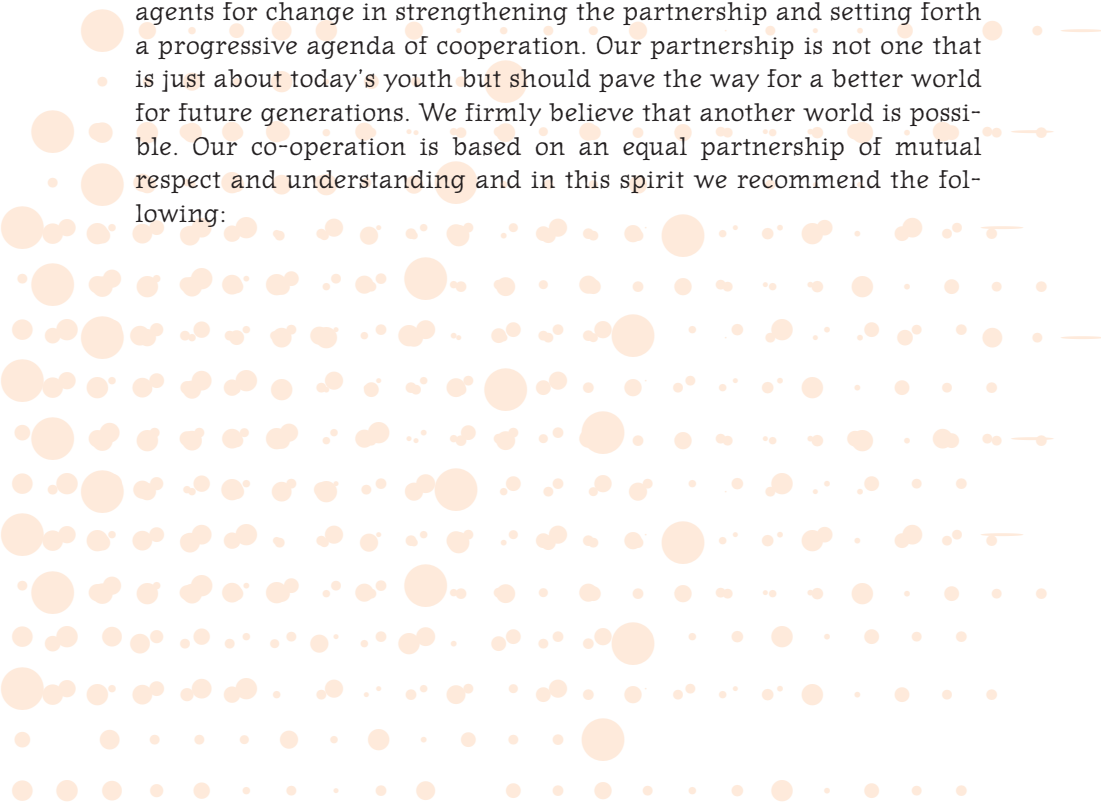 agents for change in strengthening the partnership and setting forth
a progressive agenda of cooperation. Our partnership is not one that
is just about today's youth but should pave the way for a better world
for future generations. We firmly believe that another world is possi-
ble. Our co-operation is based on an equal partnership of mutual
respect and understanding and in this spirit we recommend the fol-
lowing: